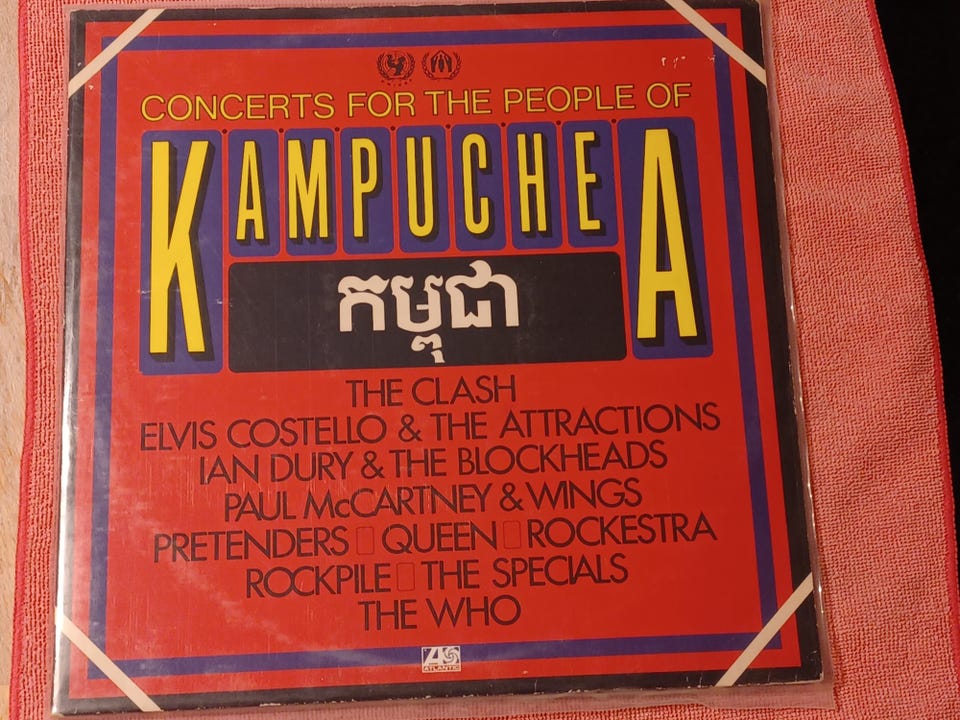 CONCERTS FOR THE PEOPLE OF
KAMPUCHEA
កម្ពុជា
THE CLASH
ELVIS COSTELLO & THE ATTRACTIONS
IAN DURY & THE BLOCKHEADS
PAUL McCARTNEY & WINGS
PRETENDERS QUEEN ROCKESTRA
ROCKPILE THE SPECIALS
THE WHO
ATLANTIC